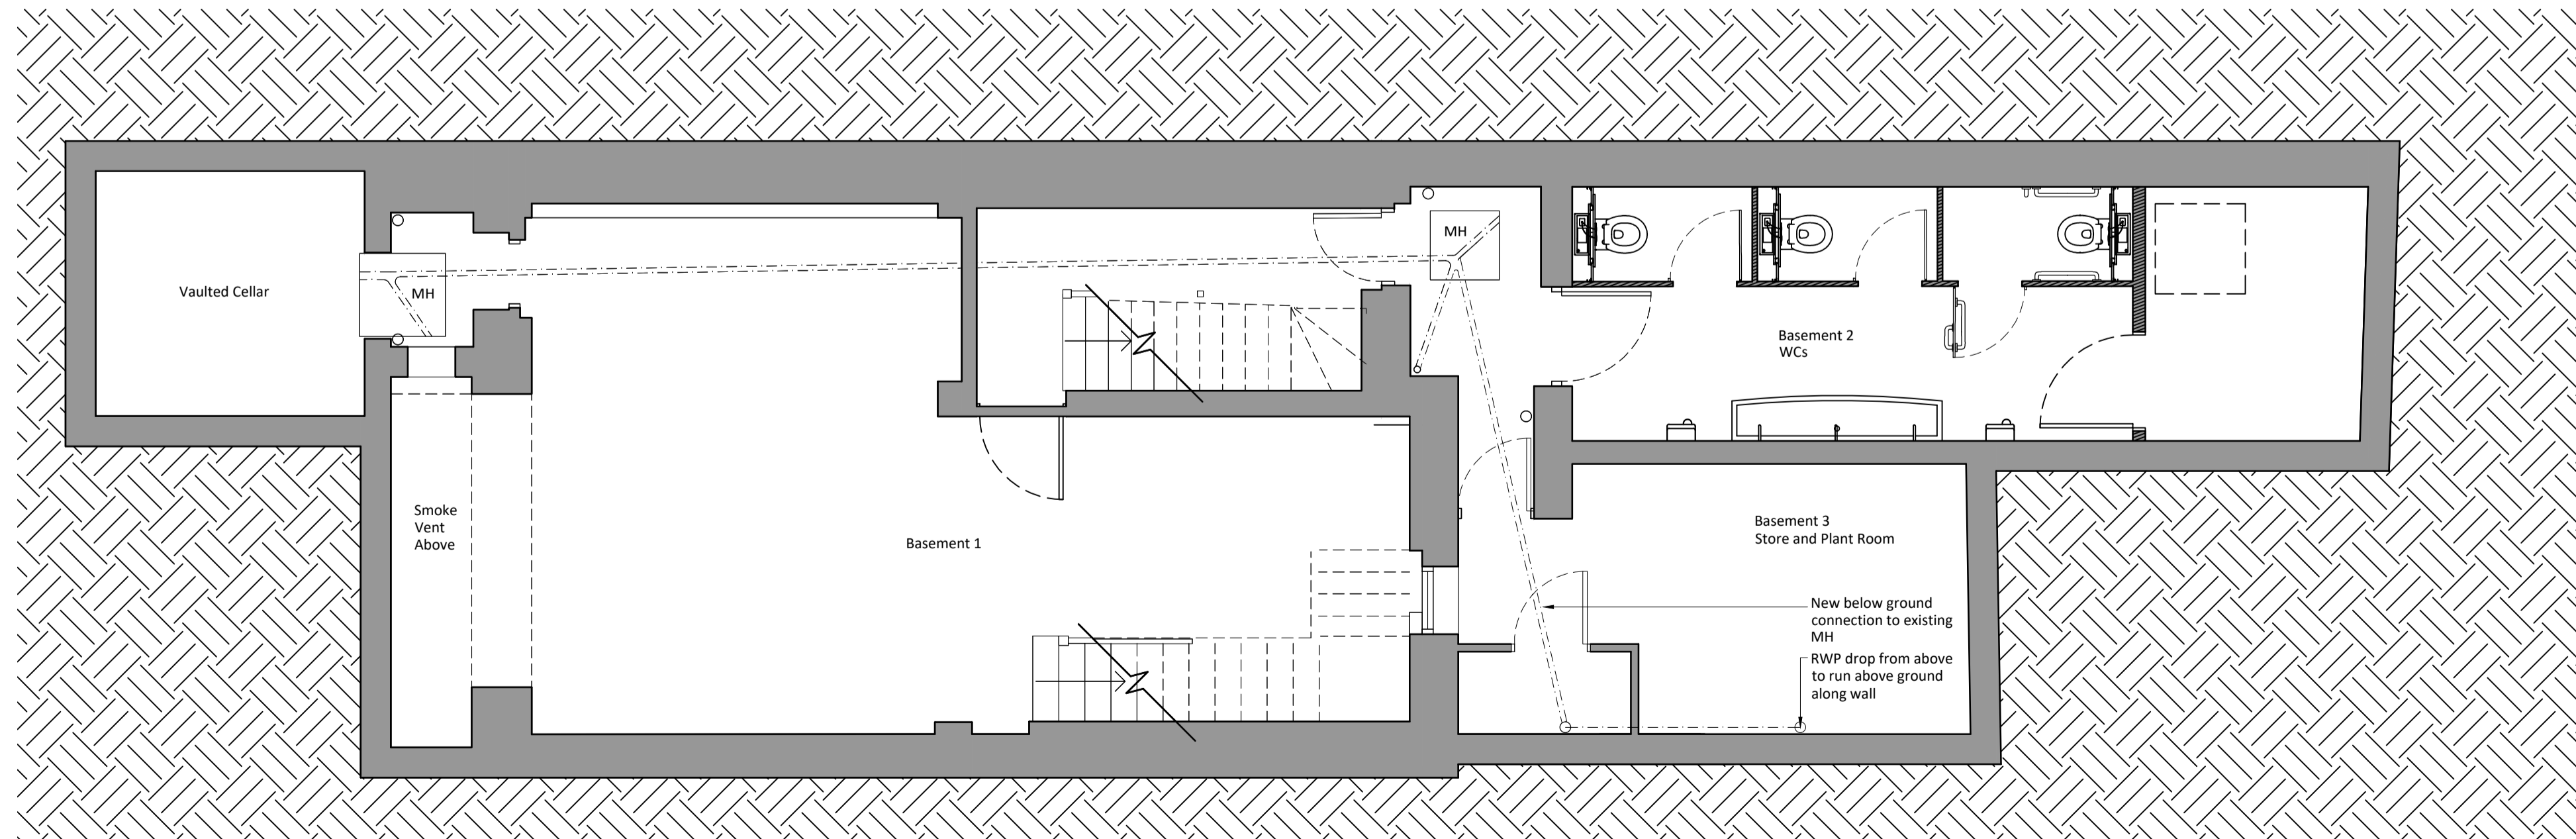 Vaulted Cellar
MH
MH
Basement 2
WCs
Smoke
Vent
Above
Basement 1
Basement 3
Store and Plant Room
New below ground
connection to existing
MH
RWP drop from above
to run above ground
along wall